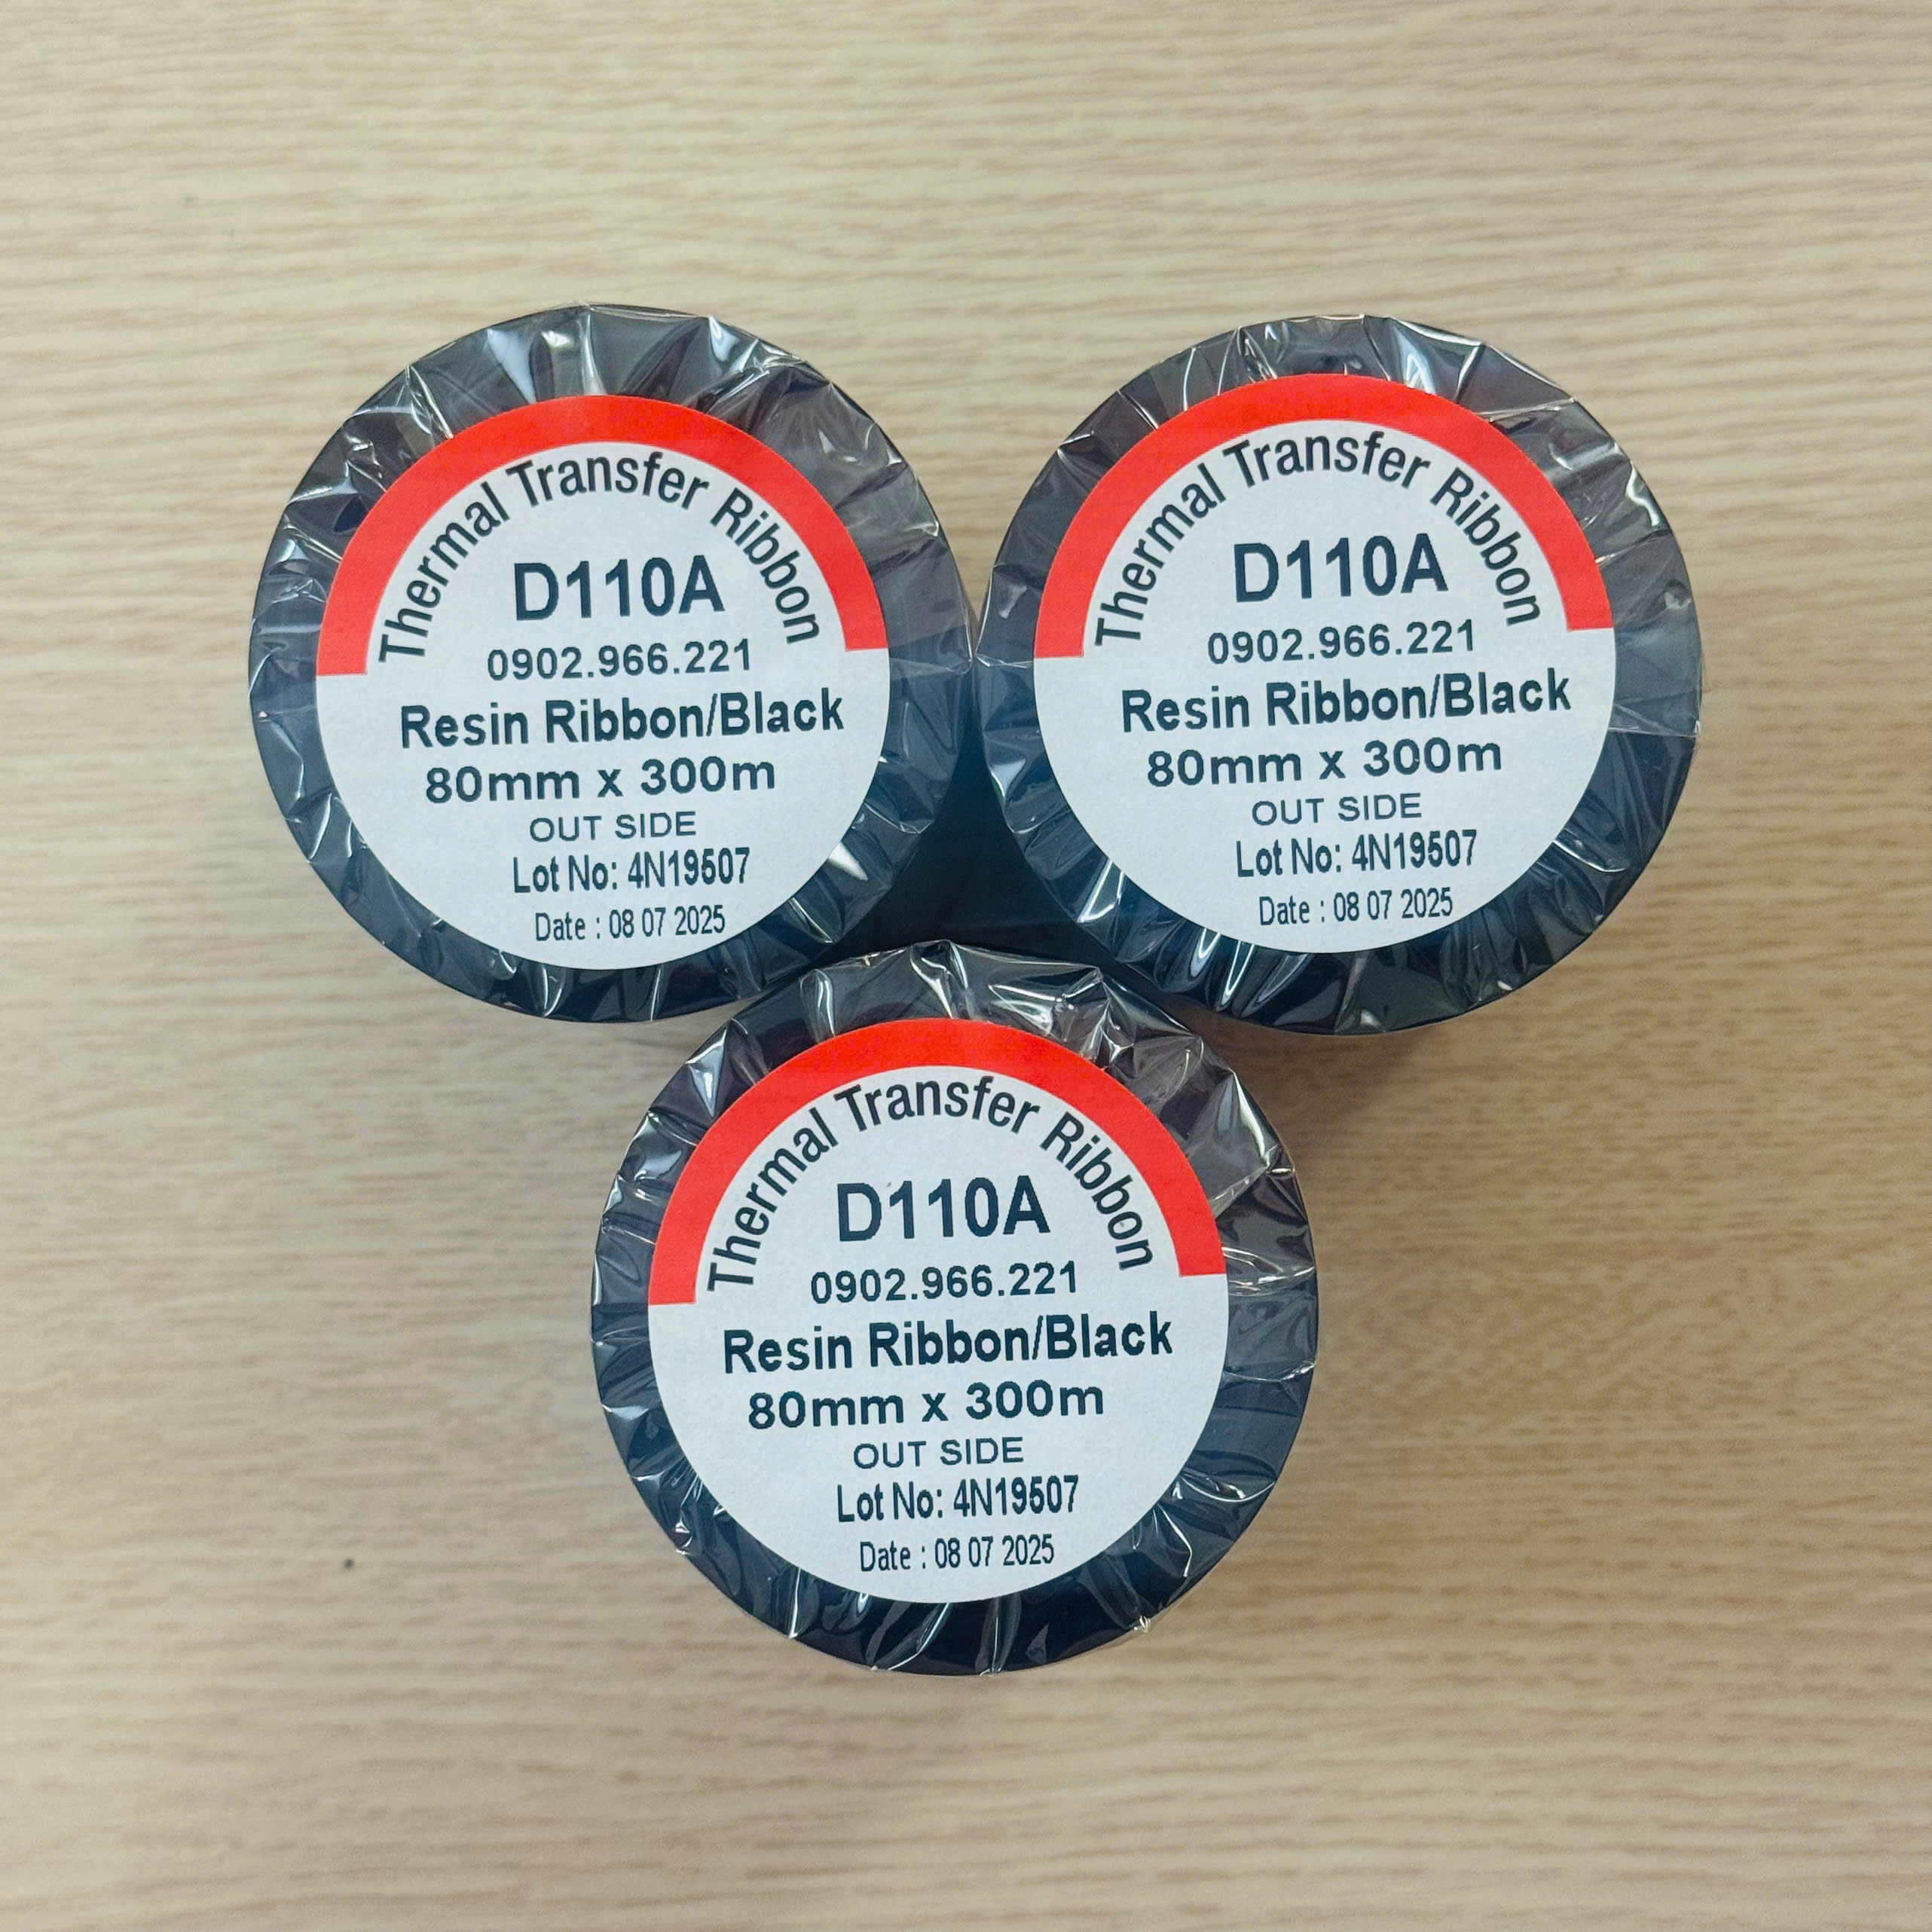 Thermal Transfer Ribbon
D110A
0902.966.221
Resin Ribbon/Black
80mm x 300m
OUT SIDE
Lot No: 4N19507
Date : 08 07 2025
Thermal Transfer Ribbon
D110A
0902.966.221
Resin Ribbon/Black
80mm x 300m
OUT SIDE
Lot No: 4N19507
Date : 08 07 2025
Thermal Transfer Ribbon
D110A
0902.966.221
Resin Ribbon/Black
80mm x 300m
OUT SIDE
Lot No: 4N19507
Date : 08 07 2025